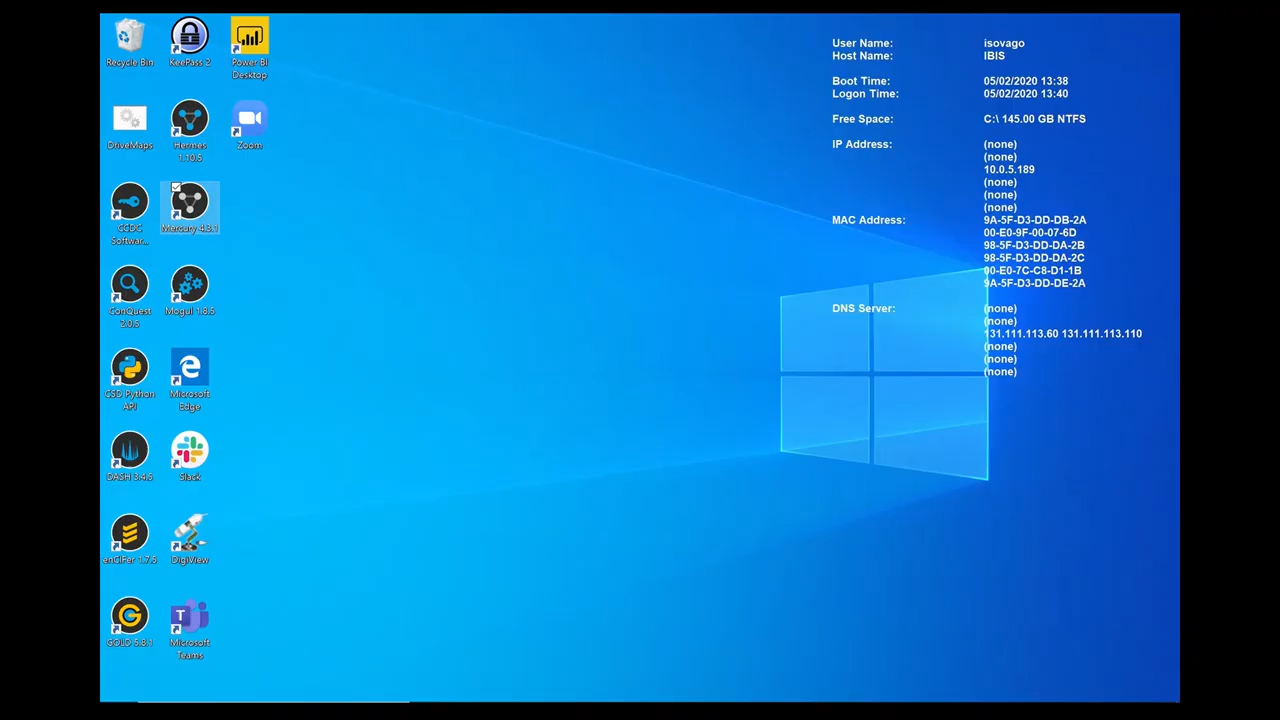 Recycle Bin
KeePass 2
Power BI
Desktop
DriveMaps
Hermes
1.10.5
Zoom
CCDC
Softwar...
Mercury 4.3.1
ConQuest
2.0.5
Mogul 1.8.5
CSD Python
API
Microsoft
Edge
DASH 3.4.5
Slack
enCIFer 1.7.5
DigiView
GOLD 5.8.1
Microsoft
Teams
User Name: isovago
Host Name: IBIS
Boot Time: 05/02/2020 13:38
Logon Time: 05/02/2020 13:40
Free Space: C:\ 145.00 GB NTFS
IP Address: (none)
(none)
10.0.5.189
(none)
(none)
(none)
MAC Address: 9A-5F-D3-DD-DB-2A
00-E0-9F-00-07-6D
98-5F-D3-DD-DA-2B
98-5F-D3-DD-DA-2C
00-E0-7C-C8-D1-1B
9A-5F-D3-DD-DE-2A
DNS Server: (none)
(none)
131.111.113.60 131.111.113.110
(none)
(none)
(none)